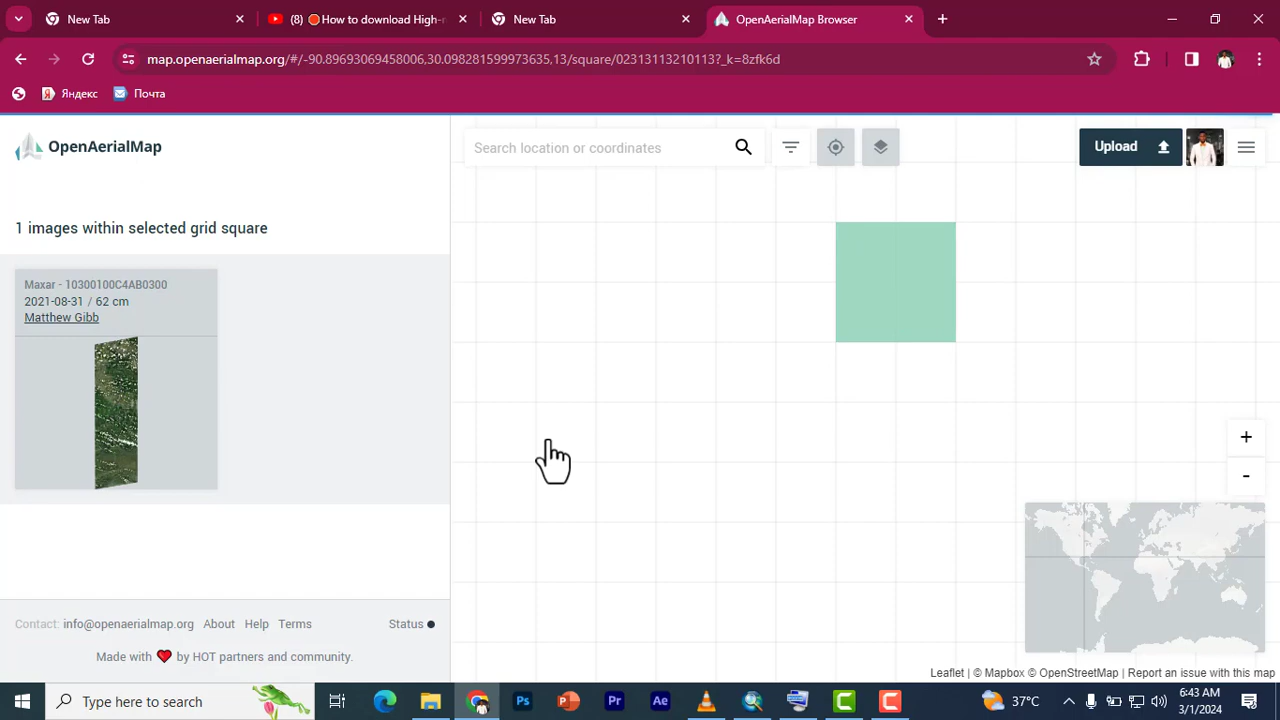 New Tab
(8) 🟠How to download High-r
New Tab
OpenAerialMap Browser
map.openaerialmap.org/#/-90.89693069458006,30.098281599973635,13/square/02313113210113?_k=8zfk6d
Яндекс
Почта
OpenAerialMap
Search location or coordinates
Upload
1 images within selected grid square
Maxar - 10300100C4AB0300
2021-08-31 / 62 cm
Matthew Gibb
+
-
Contact: info@openaerialmap.org About Help Terms Status
Made with ❤ by HOT partners and community.
Leaflet | © Mapbox © OpenStreetMap | Report an issue with this map
Type here to search
Ps
P
Pr
Ae
37°C
6:43 AM
3/1/2024